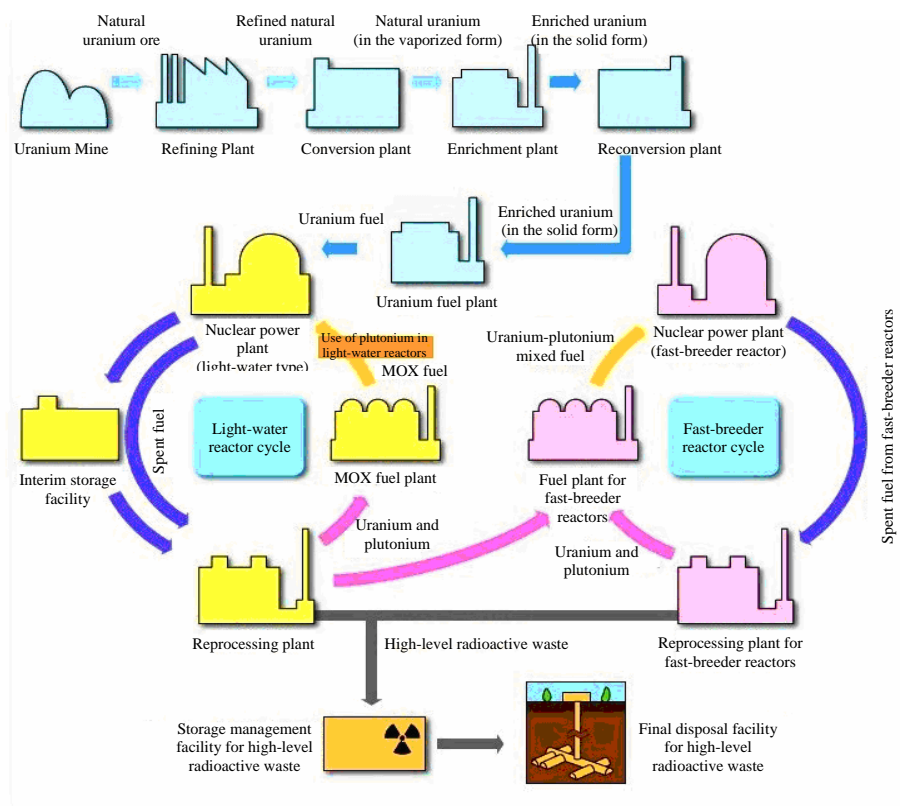 Natural
uranium ore
Refined natural
uranium
Natural uranium
(in the vaporized form)
Enriched uranium
(in the solid form)
Uranium Mine
Refining Plant
Conversion plant
Enrichment plant
Reconversion plant
Uranium fuel
Enriched uranium
(in the solid form)
Uranium fuel plant
Nuclear power
plant
(light-water type)
Use of plutonium in
light-water reactors
MOX fuel
Uranium-plutonium
mixed fuel
Nuclear power plant
(fast-breeder reactor)
Spent fuel from fast-breeder reactors
Interim storage
facility
Spent fuel
Light-water
reactor cycle
MOX fuel plant
Fuel plant for
fast-breeder
reactors
Fast-breeder
reactor cycle
Uranium and
plutonium
Uranium and
plutonium
Reprocessing plant
High-level radioactive waste
Reprocessing plant for
fast-breeder reactors
Storage management
facility for high-level
radioactive waste
Final disposal facility
for high-level
radioactive waste